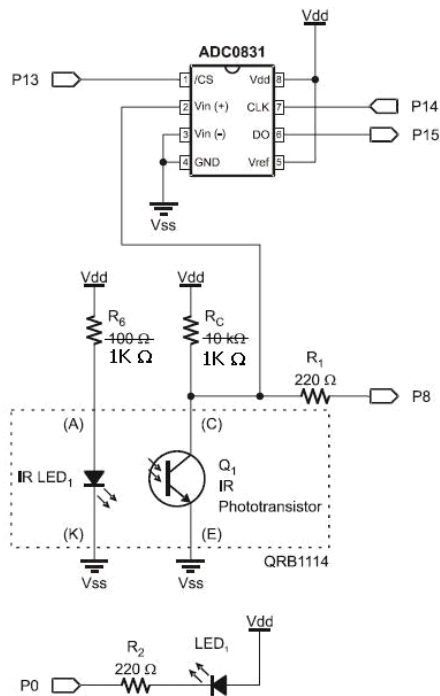 Vdd
ADC0831
P13
1 /CS Vdd 8
2 Vin (+) CLK 7
P14
3 Vin (-) DO 6
P15
4 GND Vref 5
Vss
Vdd
Vdd
R6
100 Ω
1K Ω
RC
10 kΩ
1K Ω
R1
220 Ω
P8
(A)
(C)
IR LED1
Q1
IR
Phototransistor
(K)
(E)
QRB1114
Vss
Vss
Vdd
R2
220 Ω
LED1
P0